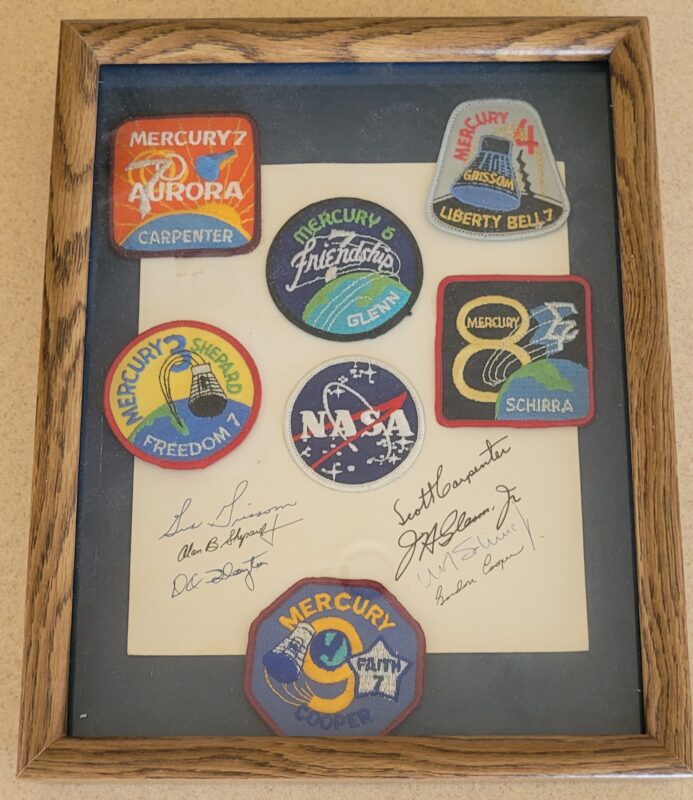 MERCURY 7
7
AURORA
CARPENTER
MERCURY 4
GRISSOM
LIBERTY BELL 7
MERCURY 6
Friendship
7
GLENN
MERCURY 3 SHEPARD
FREEDOM 7
NASA
MERCURY
8
SCHIRRA
Gus Grissom
Alan B. Shepard
D K Slayton
Scott Carpenter
J H Glenn, Jr
W M Schirra Jr.
Gordon Cooper
MERCURY
9
FAITH
7
COOPER